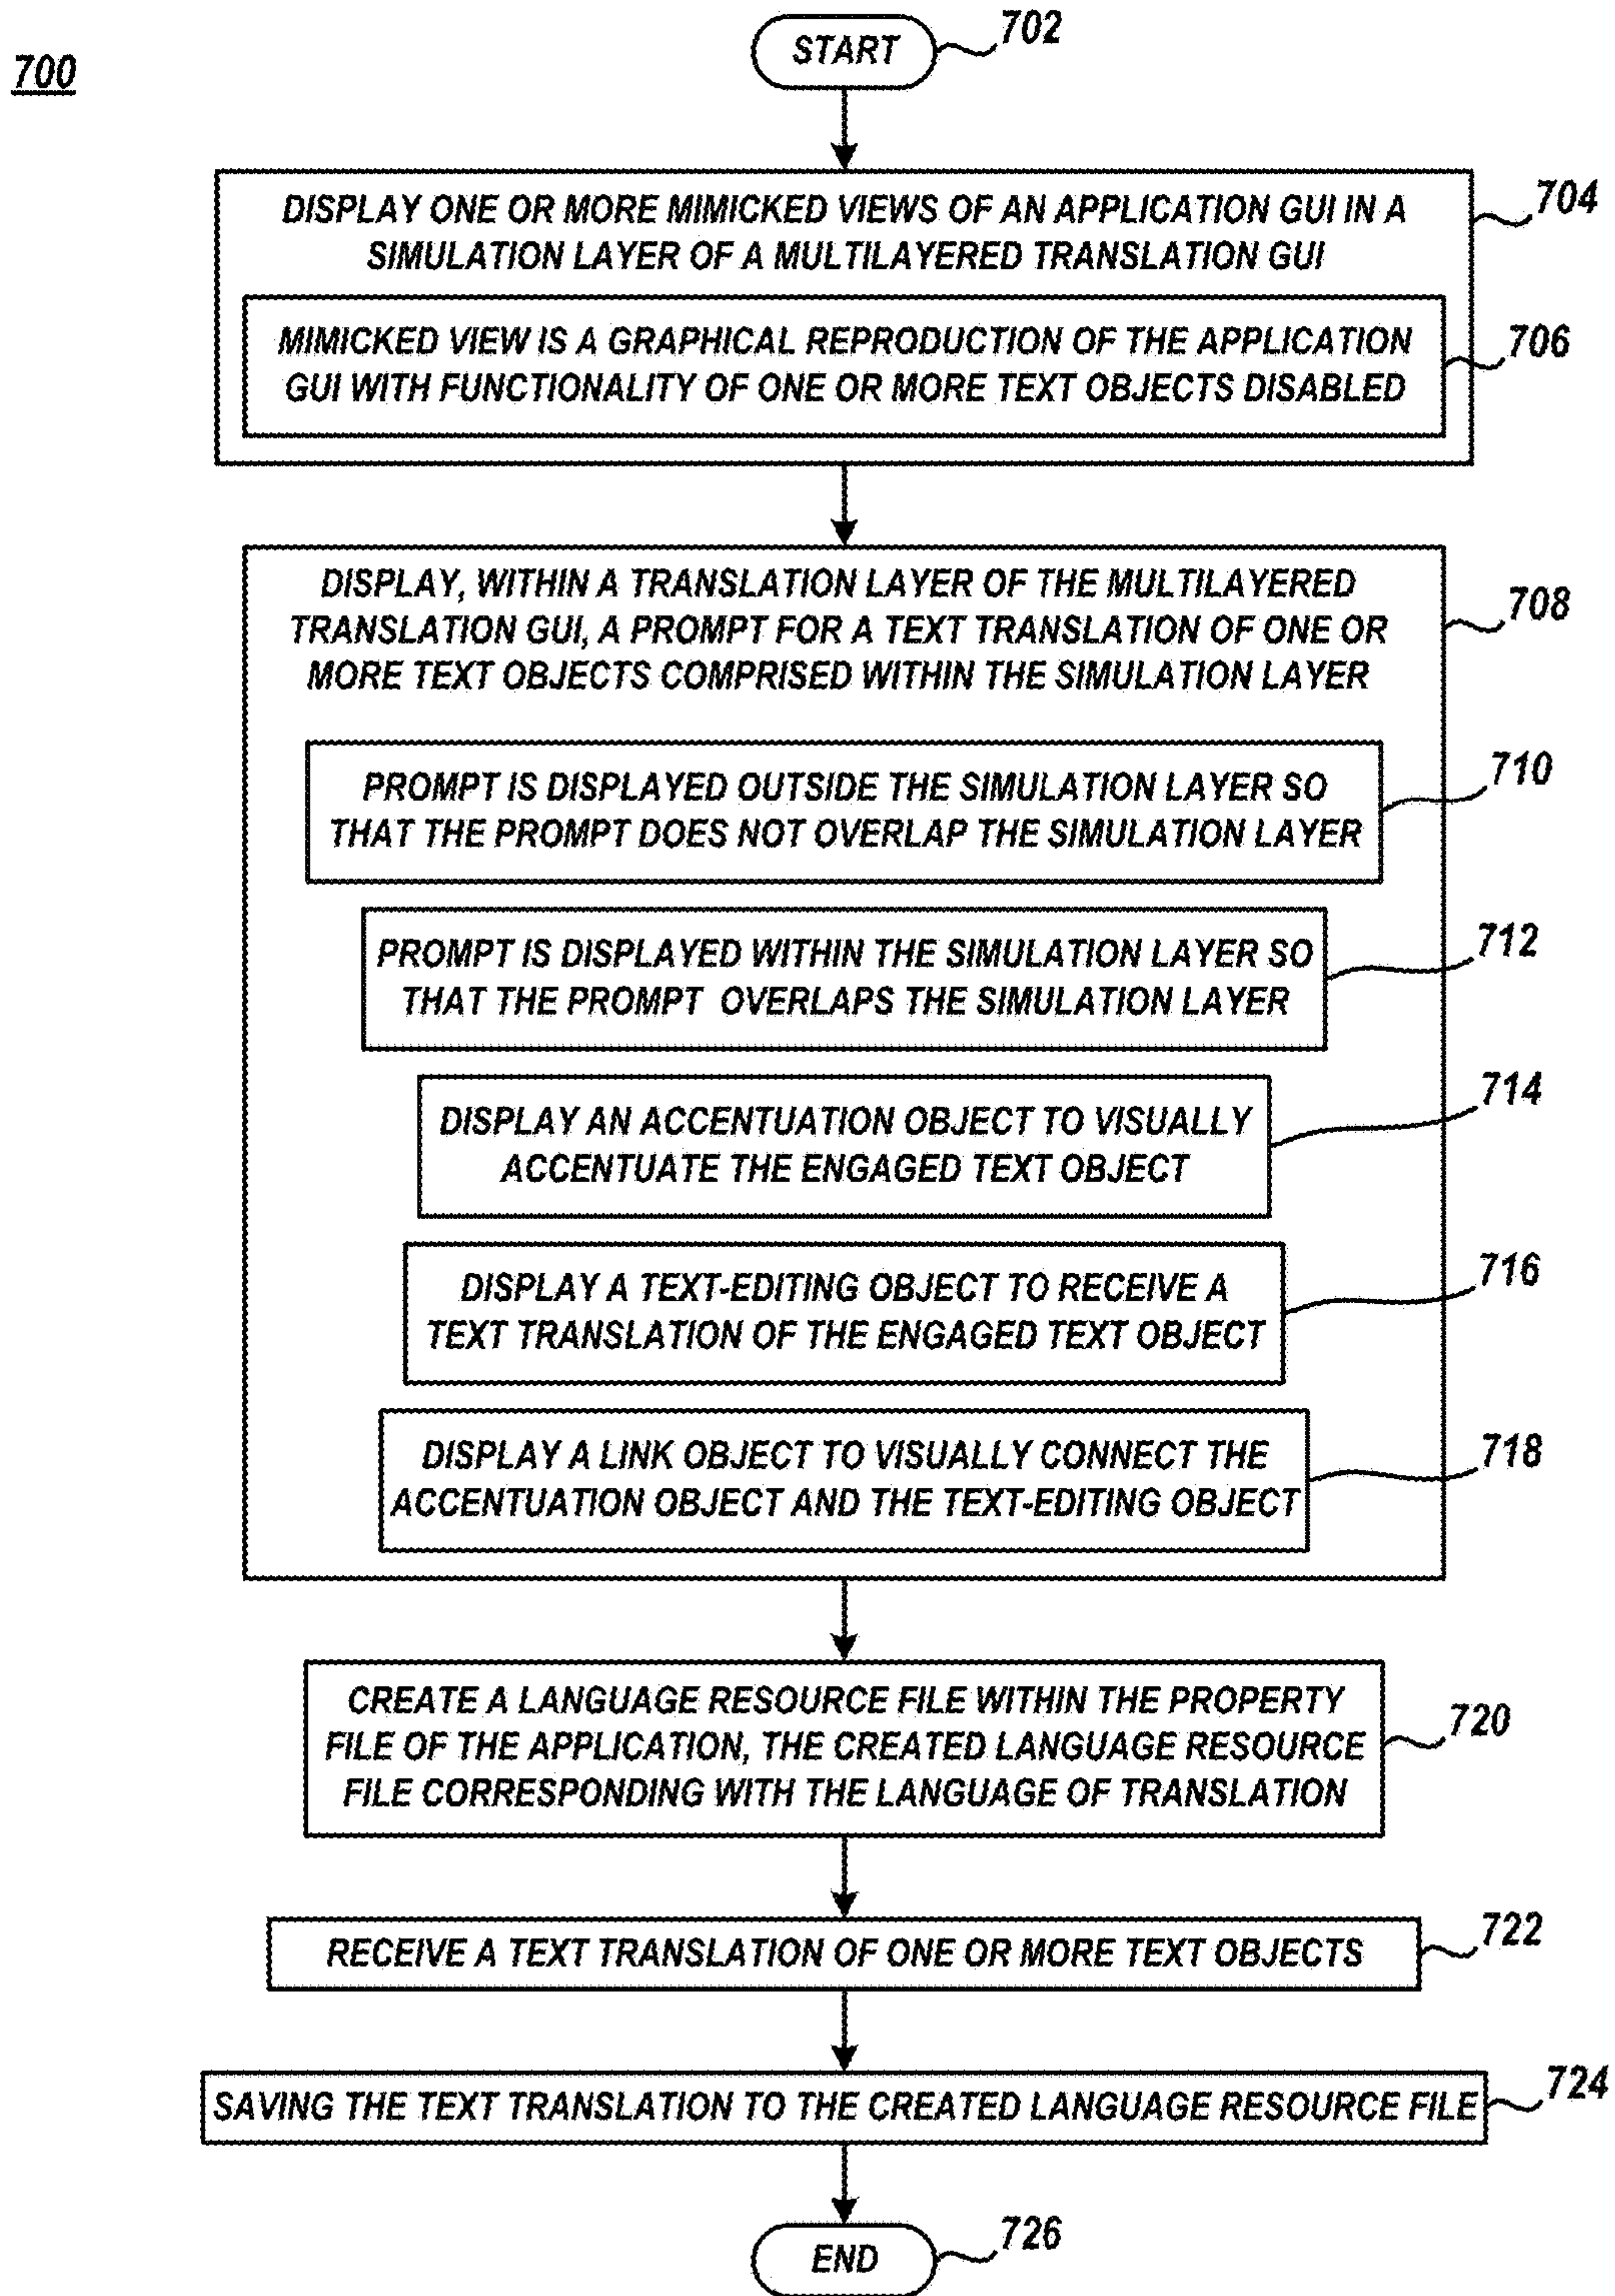 700
START
702
DISPLAY ONE OR MORE MIMICKED VIEWS OF AN APPLICATION GUI IN A
SIMULATION LAYER OF A MULTILAYERED TRANSLATION GUI
704
MIMICKED VIEW IS A GRAPHICAL REPRODUCTION OF THE APPLICATION
GUI WITH FUNCTIONALITY OF ONE OR MORE TEXT OBJECTS DISABLED
706
DISPLAY, WITHIN A TRANSLATION LAYER OF THE MULTILAYERED
TRANSLATION GUI, A PROMPT FOR A TEXT TRANSLATION OF ONE OR
MORE TEXT OBJECTS COMPRISED WITHIN THE SIMULATION LAYER
708
PROMPT IS DISPLAYED OUTSIDE THE SIMULATION LAYER SO
THAT THE PROMPT DOES NOT OVERLAP THE SIMULATION LAYER
710
PROMPT IS DISPLAYED WITHIN THE SIMULATION LAYER SO
THAT THE PROMPT OVERLAPS THE SIMULATION LAYER
712
DISPLAY AN ACCENTUATION OBJECT TO VISUALLY
ACCENTUATE THE ENGAGED TEXT OBJECT
714
DISPLAY A TEXT-EDITING OBJECT TO RECEIVE A
TEXT TRANSLATION OF THE ENGAGED TEXT OBJECT
716
DISPLAY A LINK OBJECT TO VISUALLY CONNECT THE
ACCENTUATION OBJECT AND THE TEXT-EDITING OBJECT
718
CREATE A LANGUAGE RESOURCE FILE WITHIN THE PROPERTY
FILE OF THE APPLICATION, THE CREATED LANGUAGE RESOURCE
FILE CORRESPONDING WITH THE LANGUAGE OF TRANSLATION
720
RECEIVE A TEXT TRANSLATION OF ONE OR MORE TEXT OBJECTS
722
SAVING THE TEXT TRANSLATION TO THE CREATED LANGUAGE RESOURCE FILE
724
END
726